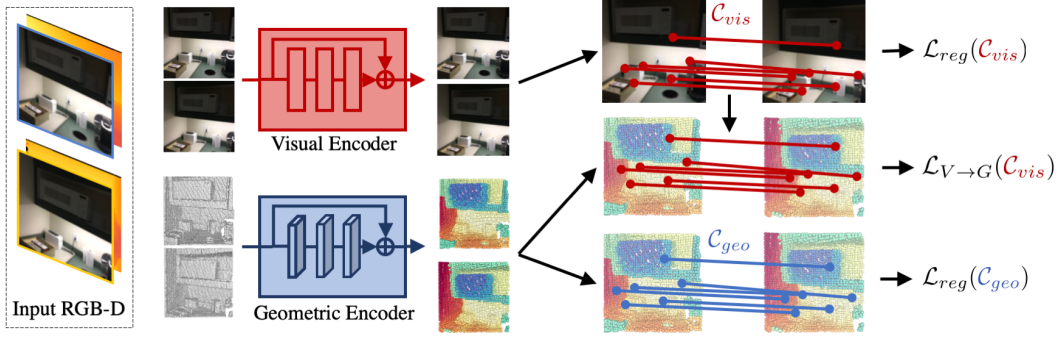 Input RGB-D
Visual Encoder
Geometric Encoder
𝒞_vis
𝒞_geo
ℒ_reg(𝒞_vis)
ℒ_V→G(𝒞_vis)
ℒ_reg(𝒞_geo)